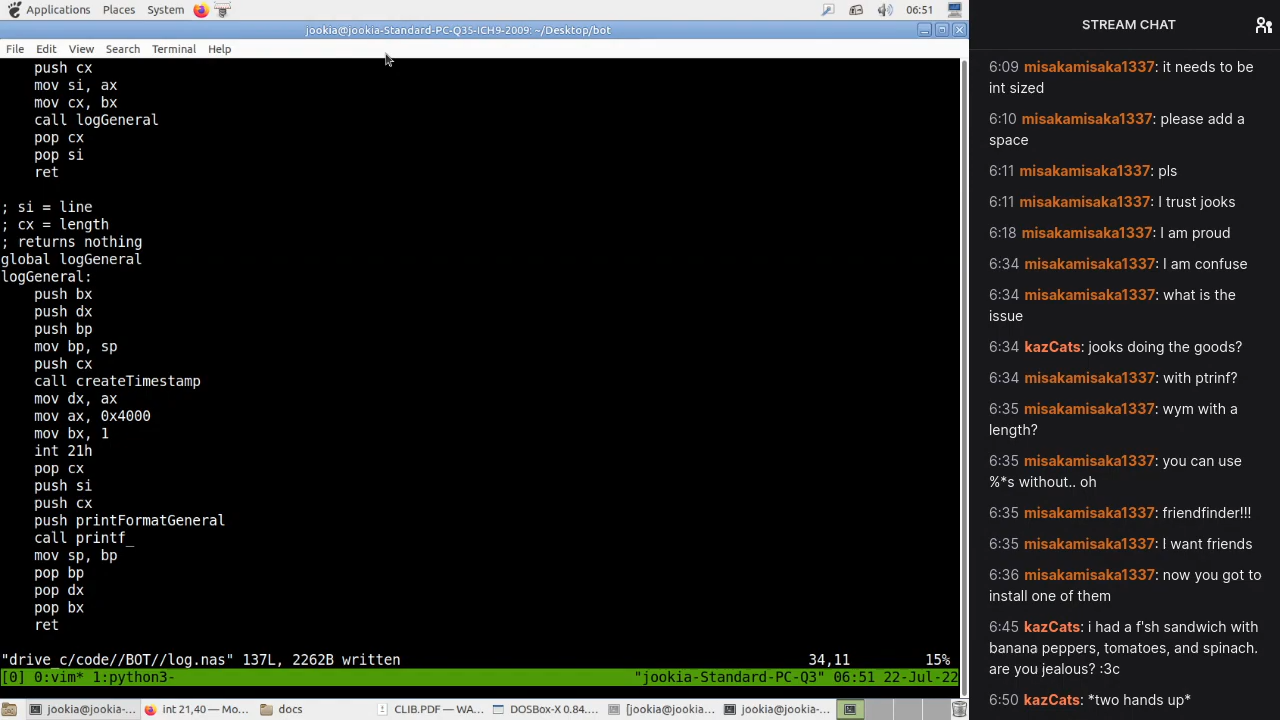 Applications Places System 06:51
jookia@jookia-Standard-PC-Q35-ICH9-2009: ~/Desktop/bot
File Edit View Search Terminal Help
push cx
mov si, ax
mov cx, bx
call logGeneral
pop cx
pop si
ret
; si = line
; cx = length
; returns nothing
global logGeneral
logGeneral:
push bx
push dx
push bp
mov bp, sp
push cx
call createTimestamp
mov dx, ax
mov ax, 0x4000
mov bx, 1
int 21h
pop cx
push si
push cx
push printFormatGeneral
call printf_
mov sp, bp
pop bp
pop dx
pop bx
ret
"drive_c/code//BOT//log.nas" 137L, 2262B written 34,11 15%
[0] 0:vim* 1:python3- "jookia-Standard-PC-Q3" 06:51 22-Jul-22
jookia@jookia-... int 21,40 — Mo... docs CLIB.PDF — WA... DOSBox-X 0.84.... [jookia@jookia... jookia@jookia-...
STREAM CHAT
6:09 misakamisaka1337: it needs to be
int sized
6:10 misakamisaka1337: please add a
space
6:11 misakamisaka1337: pls
6:11 misakamisaka1337: I trust jooks
6:18 misakamisaka1337: I am proud
6:34 misakamisaka1337: I am confuse
6:34 misakamisaka1337: what is the
issue
6:34 kazCats: jooks doing the goods?
6:34 misakamisaka1337: with ptrinf?
6:35 misakamisaka1337: wym with a
length?
6:35 misakamisaka1337: you can use
%*s without.. oh
6:35 misakamisaka1337: friendfinder!!!
6:35 misakamisaka1337: I want friends
6:36 misakamisaka1337: now you got to
install one of them
6:45 kazCats: i had a f'sh sandwich with
banana peppers, tomatoes, and spinach.
are you jealous? :3c
6:50 kazCats: *two hands up*